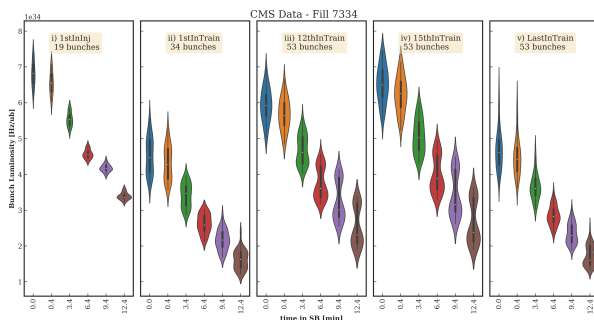 CMS Data - Fill 7334
1e34
i) 1stInInj
19 bunches
ii) 1stInTrain
34 bunches
iii) 12thInTrain
53 bunches
iv) 15thInTrain
53 bunches
v) LastInTrain
53 bunches
Bunch Luminosity [Hz/ub]
8
7
6
5
4
3
2
1
0.0 0.4 3.4 6.4 9.4 12.4
0.0 0.4 3.4 6.4 9.4 12.4
0.0 0.4 3.4 6.4 9.4 12.4
0.0 0.4 3.4 6.4 9.4 12.4
0.0 0.4 3.4 6.4 9.4 12.4
time in SB [min]